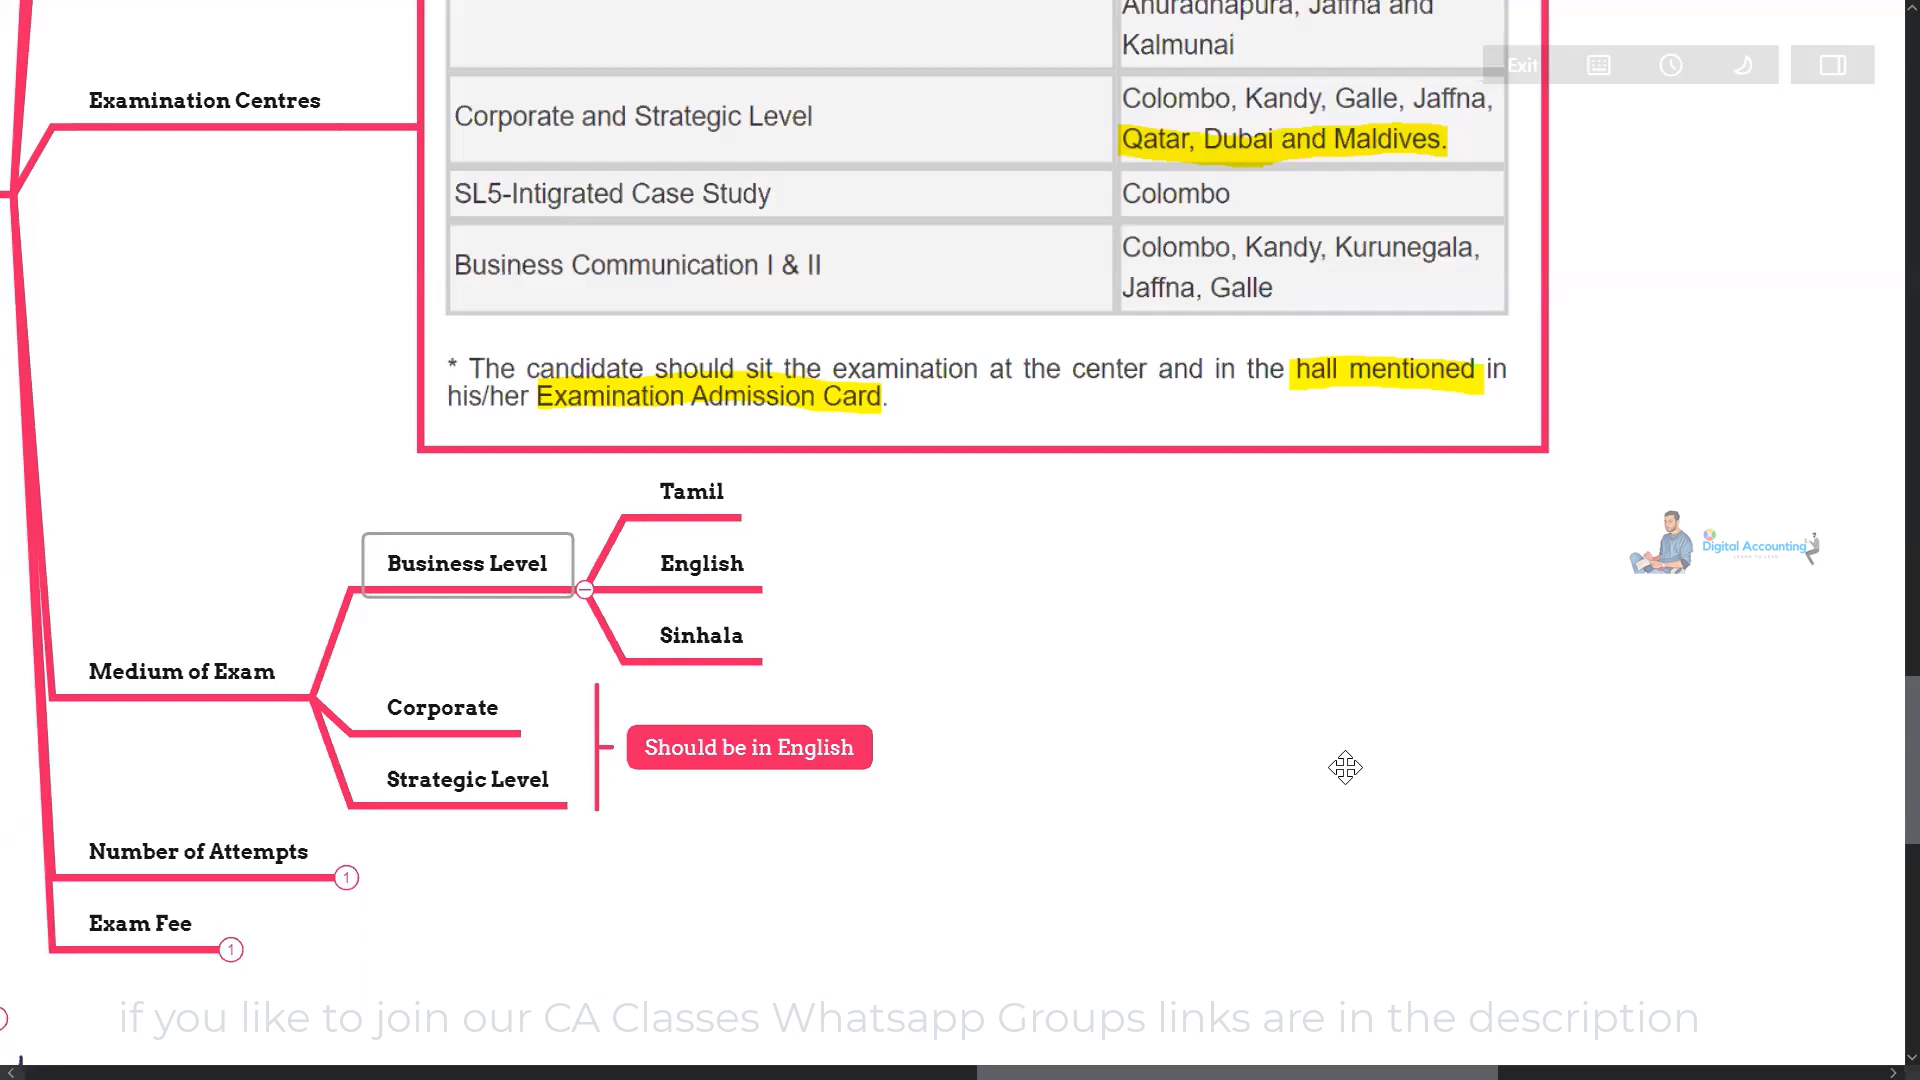 Anuradhapura, Jaffna and
Kalmunai
Exit
Examination Centres
Corporate and Strategic Level
Colombo, Kandy, Galle, Jaffna,
Qatar, Dubai and Maldives.
SL5-Intigrated Case Study
Colombo
Business Communication I & II
Colombo, Kandy, Kurunegala,
Jaffna, Galle
* The candidate should sit the examination at the center and in the hall mentioned in
his/her Examination Admission Card.
Tamil
Business Level
English
Digital Accounting
Sinhala
Medium of Exam
Corporate
Should be in English
Strategic Level
Number of Attempts
1
Exam Fee
1
if you like to join our CA Classes Whatsapp Groups links are in the description